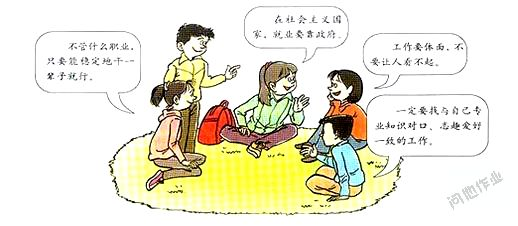 不管什么职业，
只要能稳定地干一
辈子就行。
在社会主义国
家，就业要靠政府。
工作要体面，不
要让人看不起。
一定要找与自己专
业知识对口、志趣爱好
一致的工作。
问他作业